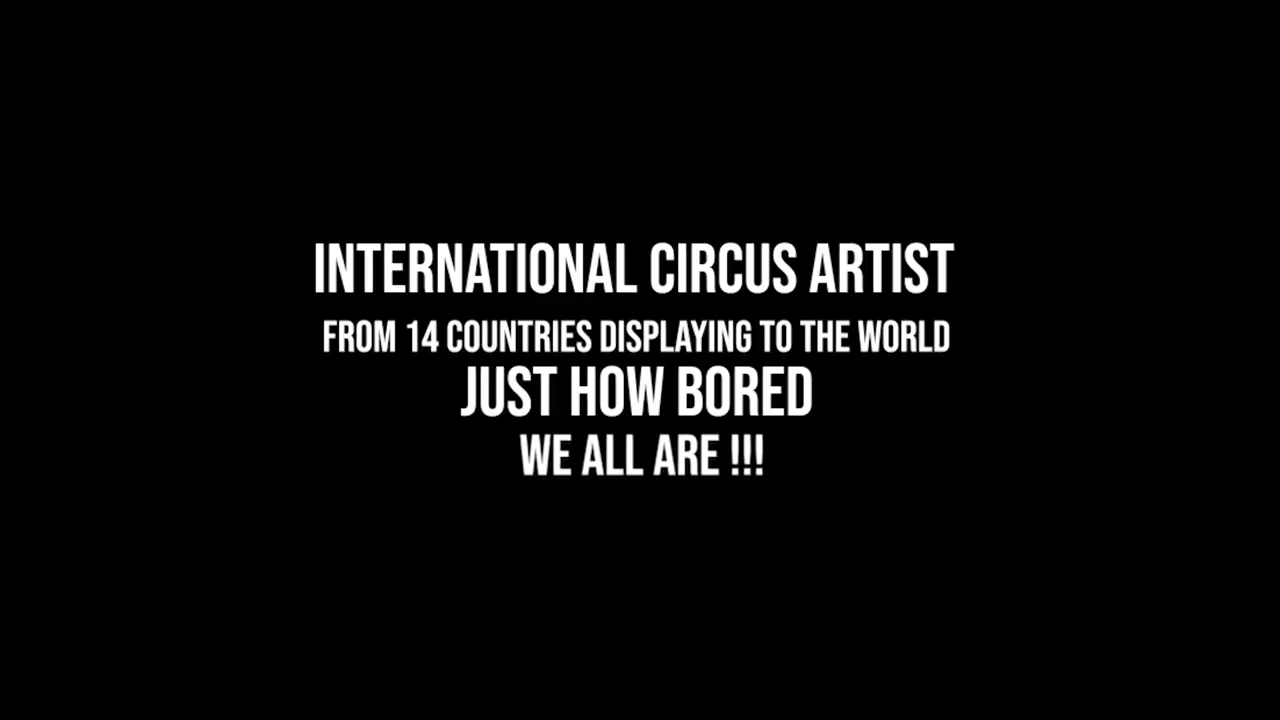 INTERNATIONAL CIRCUS ARTIST
FROM 14 COUNTRIES DISPLAYING TO THE WORLD
JUST HOW BORED
WE ALL ARE !!!